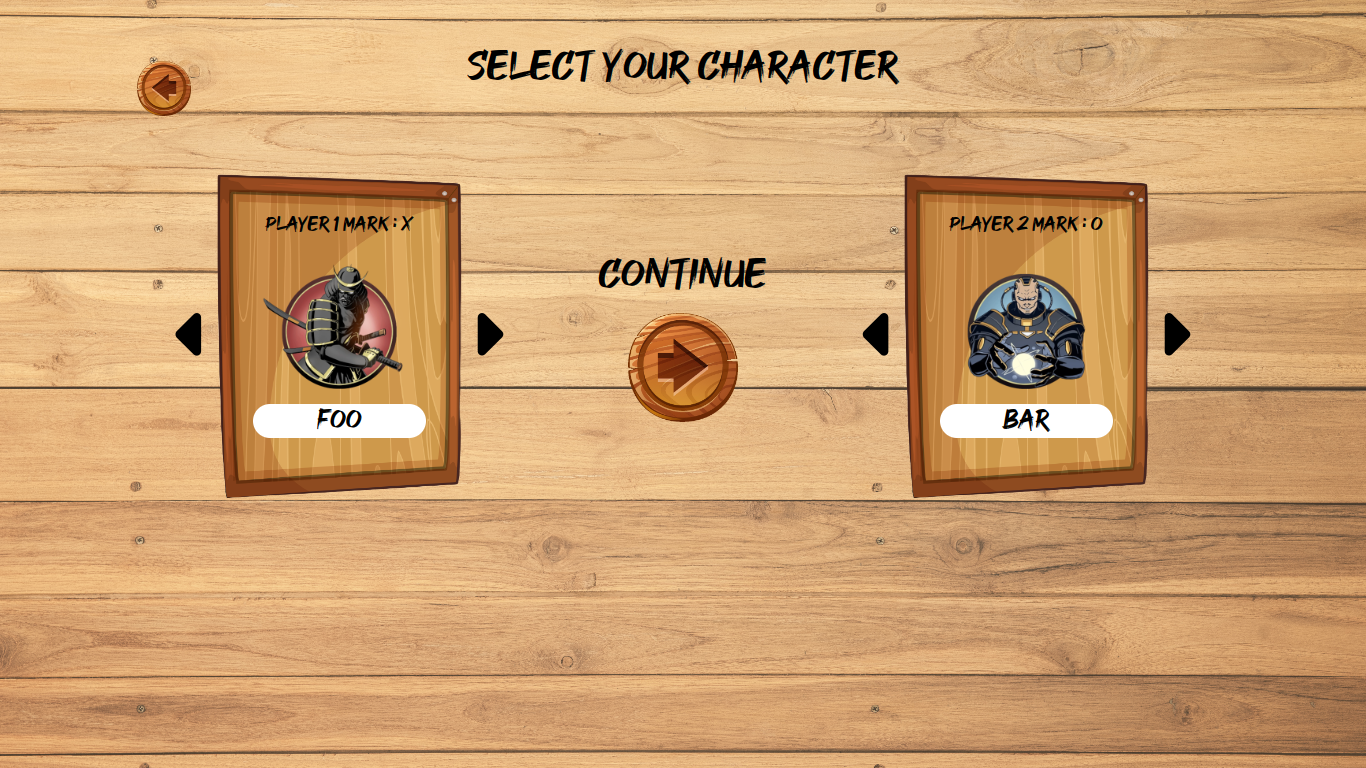 SELECT YOUR CHARACTER
PLAYER 1 MARK : X
PLAYER 2 MARK : O
CONTINUE
FOO
BAR